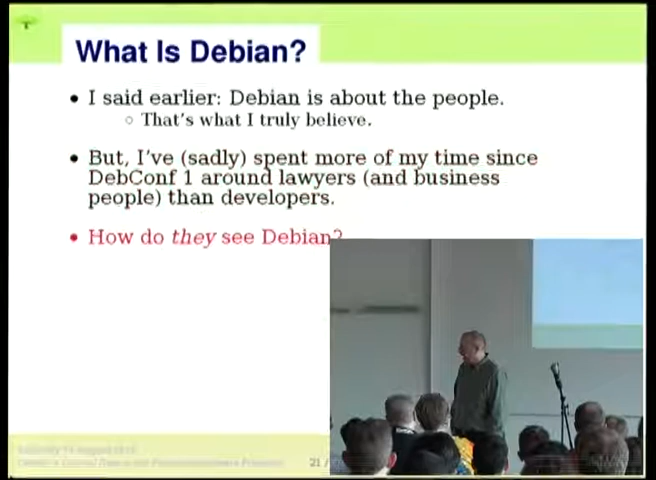 What Is Debian?
• I said earlier: Debian is about the people.
◦ That's what I truly believe.
• But, I've (sadly) spent more of my time since
DebConf 1 around lawyers (and business
people) than developers.
• How do they see Debian?
21 /